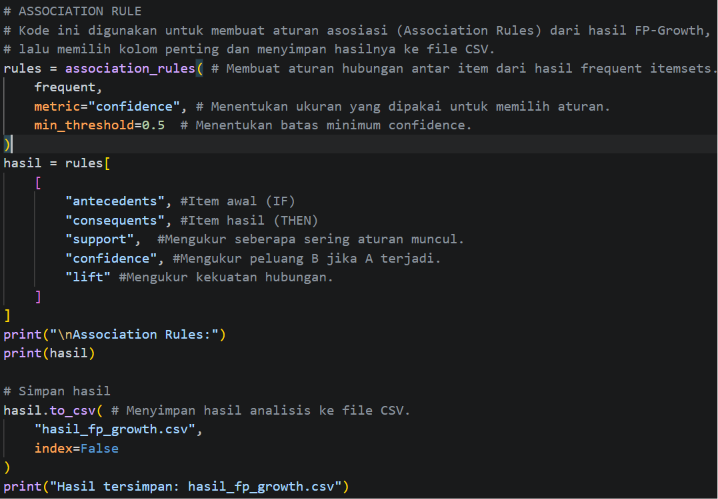 # ASSOCIATION RULE
# Kode ini digunakan untuk membuat aturan asosiasi (Association Rules) dari hasil FP-Growth,
# lalu memilih kolom penting dan menyimpan hasilnya ke file CSV.
rules = association_rules( # Membuat aturan hubungan antar item dari hasil frequent itemsets.
    frequent,
    metric="confidence", # Menentukan ukuran yang dipakai untuk memilih aturan.
    min_threshold=0.5  # Menentukan batas minimum confidence.
)
hasil = rules[
    [
        "antecedents", #Item awal (IF)
        "consequents", #Item hasil (THEN)
        "support",  #Mengukur seberapa sering aturan muncul.
        "confidence", #Mengukur peluang B jika A terjadi.
        "lift" #Mengukur kekuatan hubungan.
    ]
]
print("\nAssociation Rules:")
print(hasil)

# Simpan hasil
hasil.to_csv( # Menyimpan hasil analisis ke file CSV.
    "hasil_fp_growth.csv",
    index=False
)
print("Hasil tersimpan: hasil_fp_growth.csv")